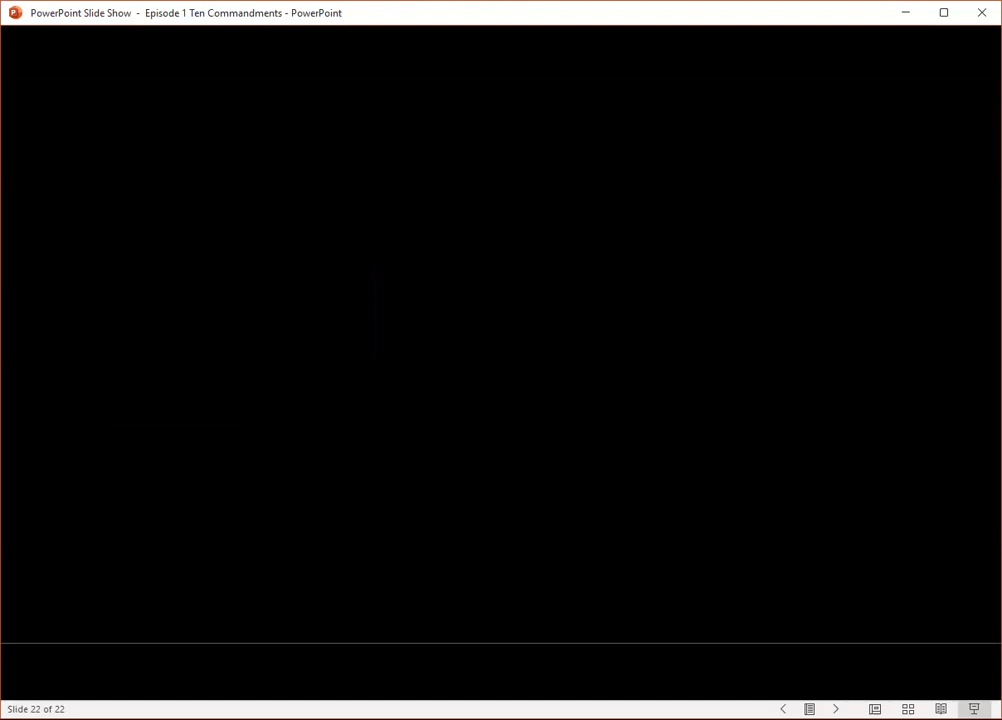 PowerPoint Slide Show - Episode 1 Ten Commandments - PowerPoint
Slide 22 of 22